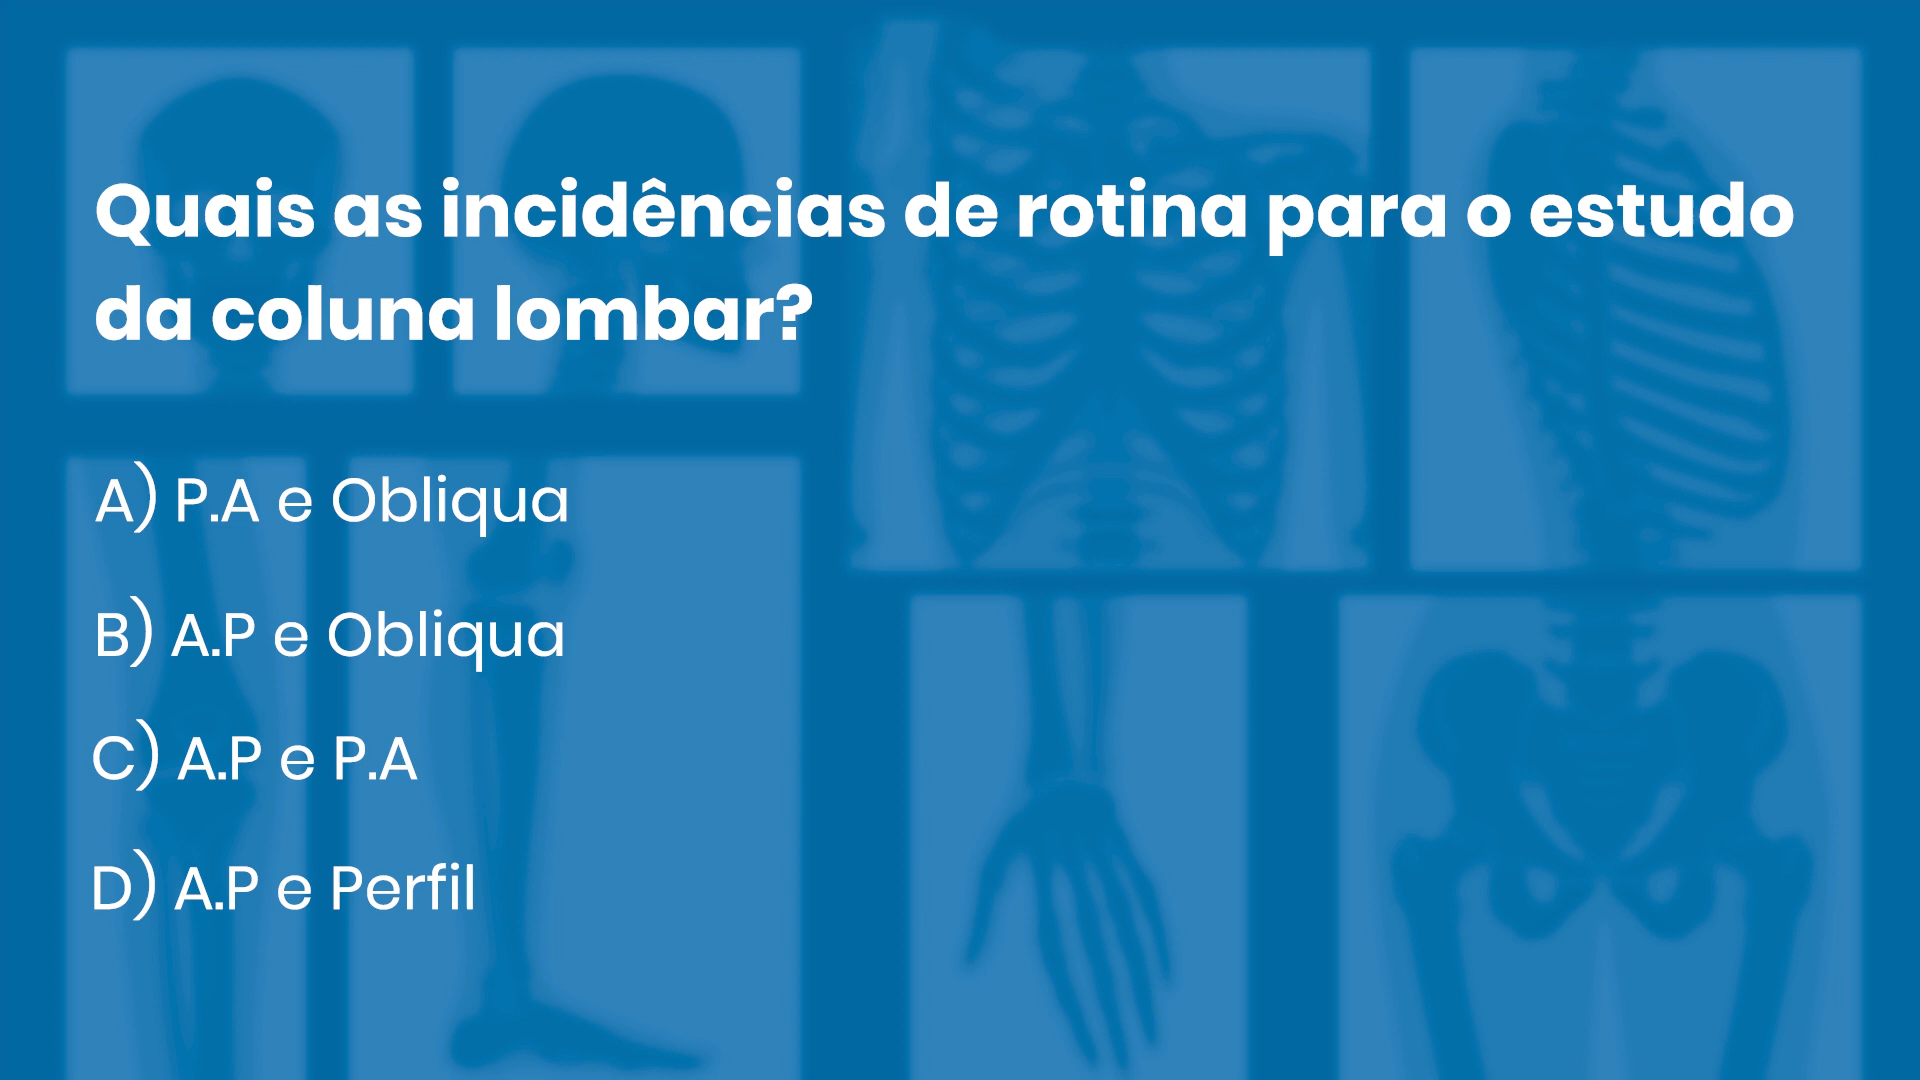 Quais as incidências de rotina para o estudo
da coluna lombar?
A) P.A e Obliqua
B) A.P e Obliqua
C) A.P e P.A
D) A.P e Perfil